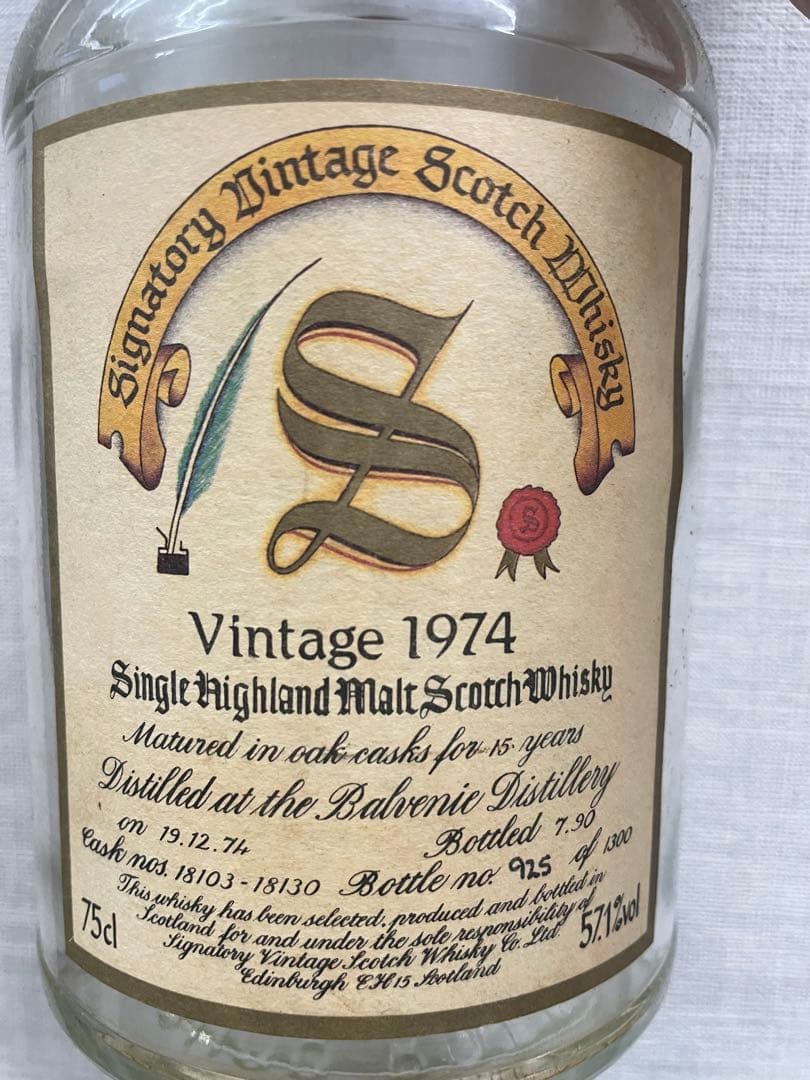 Signatory Vintage Scotch Whisky
S
S
Vintage 1974
Single Highland Malt Scotch Whisky
Matured in oak casks for 15 years
Distilled at the Balvenie Distillery
on 19.12.74 Bottled 7.90
Cask nos. 18103-18130 Bottle no. 925 of 1300
This whisky has been selected, produced and bottled in
Scotland for and under the sole responsibility of
Signatory Vintage Scotch Whisky Co. Ltd.
Edinburgh EH15 Scotland
75cl 57.1%vol